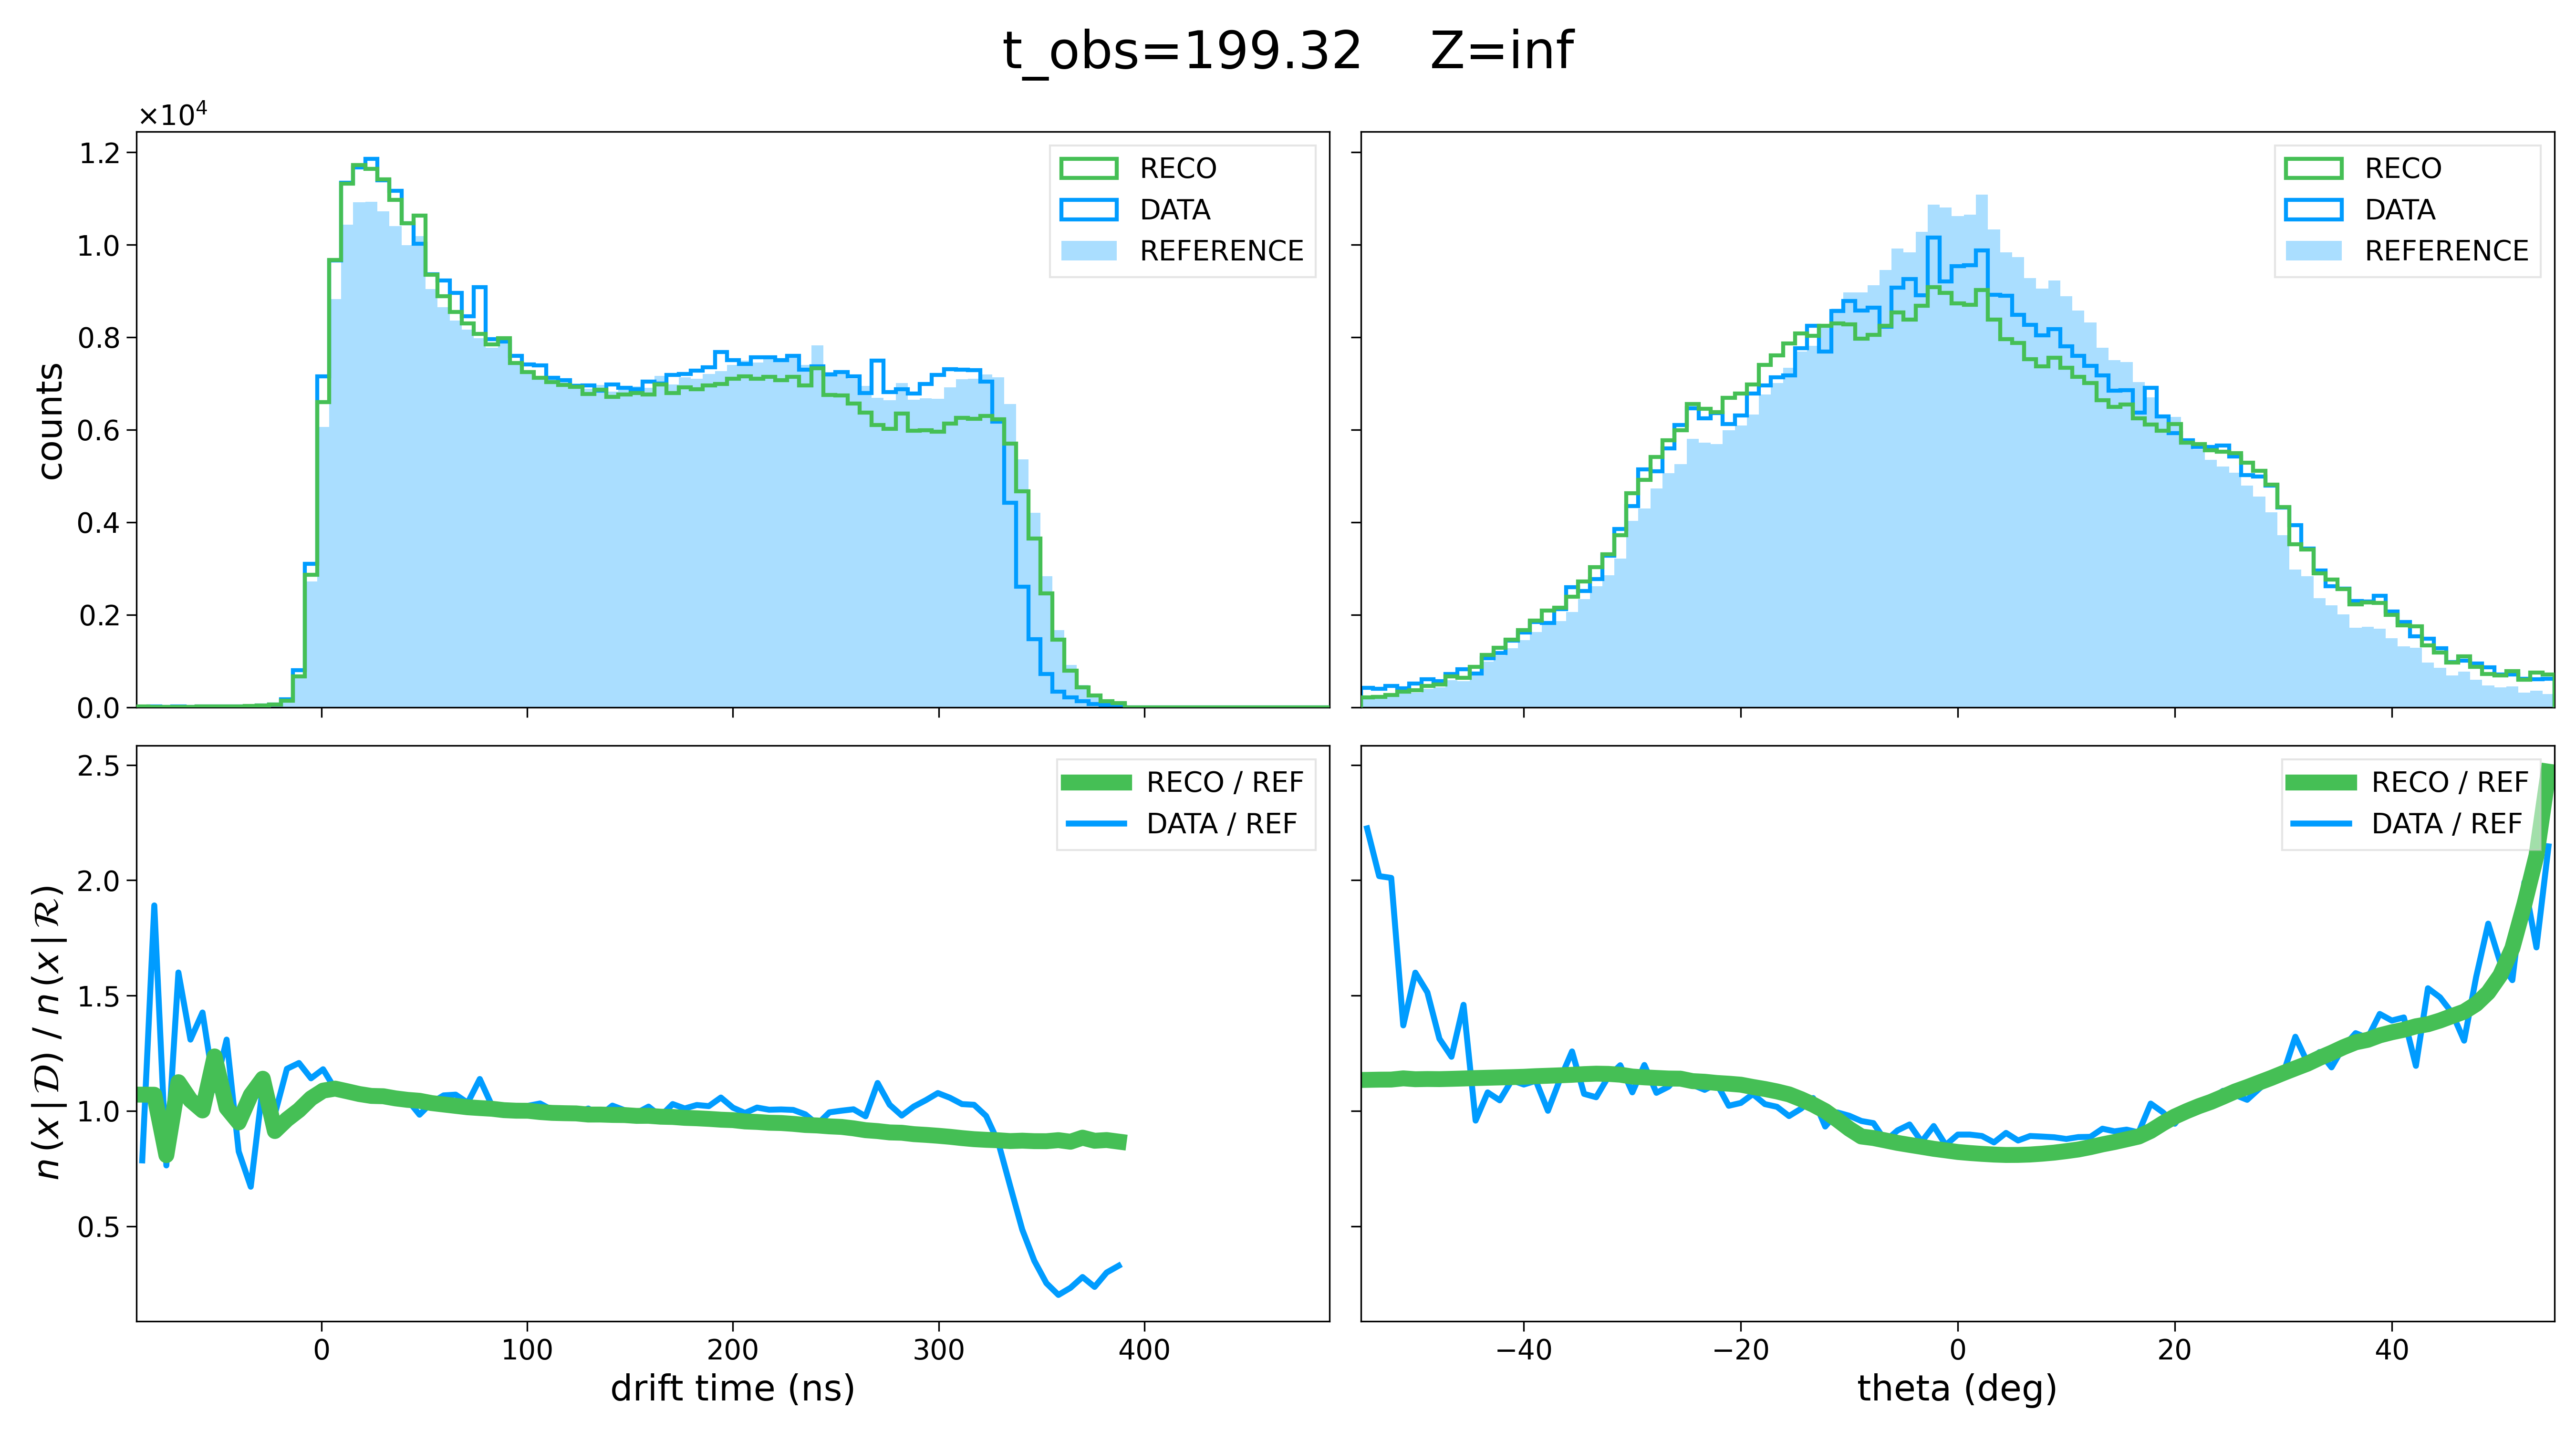 t_obs=199.32    Z=inf
×10⁴
1.2
1.0
0.8
0.6
0.4
0.2
0.0
counts
RECO
DATA
REFERENCE
RECO
DATA
REFERENCE
2.5
2.0
1.5
1.0
0.5
n(x|𝒟) / n(x|ℛ)
RECO / REF
DATA / REF
RECO / REF
DATA / REF
0 100 200 300 400
drift time (ns)
−40 −20 0 20 40
theta (deg)